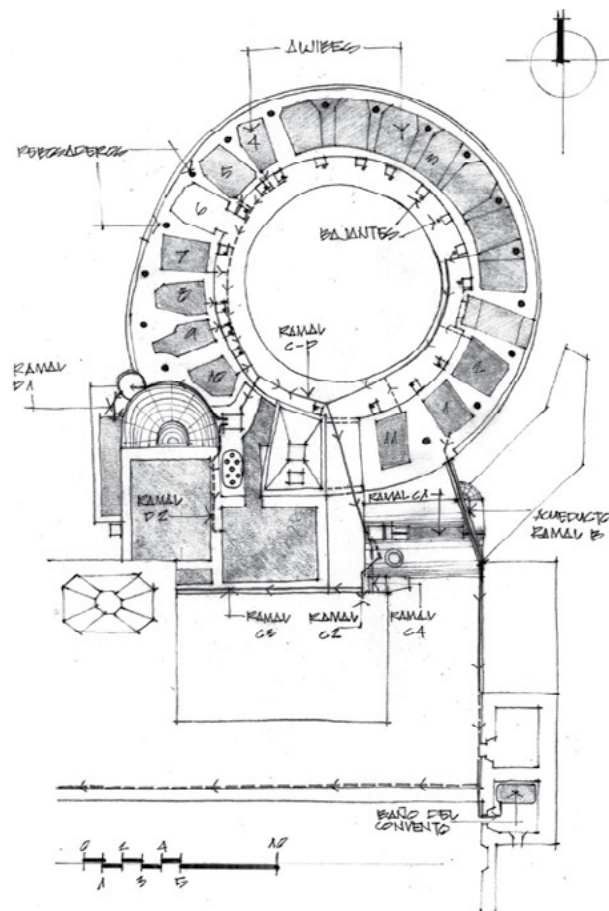 ALJIBES
REBOSADEROS
4
5
6
7
8
9
10
3
2
1
11
BAJANTES
RAMAL
C-D
RAMAL
D1
RAMAL
D2
RAMAL C1
ACUEDUCTO
RAMAL B
RAMAL
C3
RAMAL
C2
RAMAL
C4
BAÑO DEL
CONVENTO
0 2 4 10
1 3 5